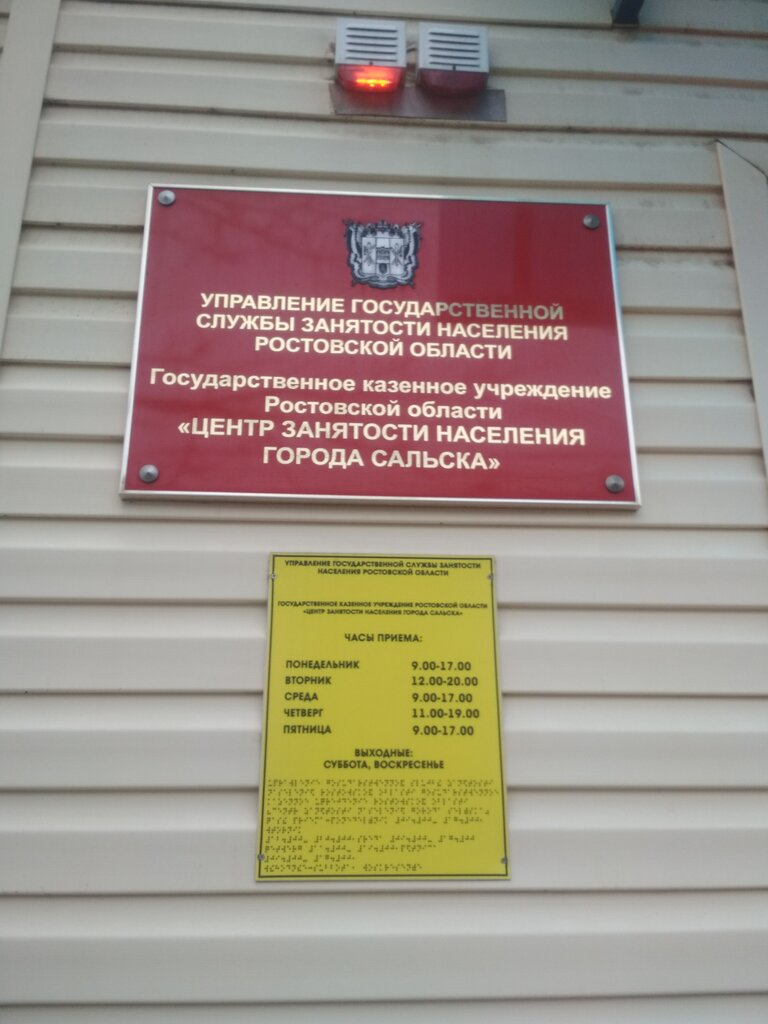 УПРАВЛЕНИЕ ГОСУДАРСТВЕННОЙ
СЛУЖБЫ ЗАНЯТОСТИ НАСЕЛЕНИЯ
РОСТОВСКОЙ ОБЛАСТИ
Государственное казенное учреждение
Ростовской области
«ЦЕНТР ЗАНЯТОСТИ НАСЕЛЕНИЯ
ГОРОДА САЛЬСКА»
УПРАВЛЕНИЕ ГОСУДАРСТВЕННОЙ СЛУЖБЫ ЗАНЯТОСТИ
НАСЕЛЕНИЯ РОСТОВСКОЙ ОБЛАСТИ
ГОСУДАРСТВЕННОЕ КАЗЕННОЕ УЧРЕЖДЕНИЕ РОСТОВСКОЙ ОБЛАСТИ
«ЦЕНТР ЗАНЯТОСТИ НАСЕЛЕНИЯ ГОРОДА САЛЬСКА»
ЧАСЫ ПРИЕМА:
ПОНЕДЕЛЬНИК 9.00-17.00
ВТОРНИК 12.00-20.00
СРЕДА 9.00-17.00
ЧЕТВЕРГ 11.00-19.00
ПЯТНИЦА 9.00-17.00
ВЫХОДНЫЕ:
СУББОТА, ВОСКРЕСЕНЬЕ